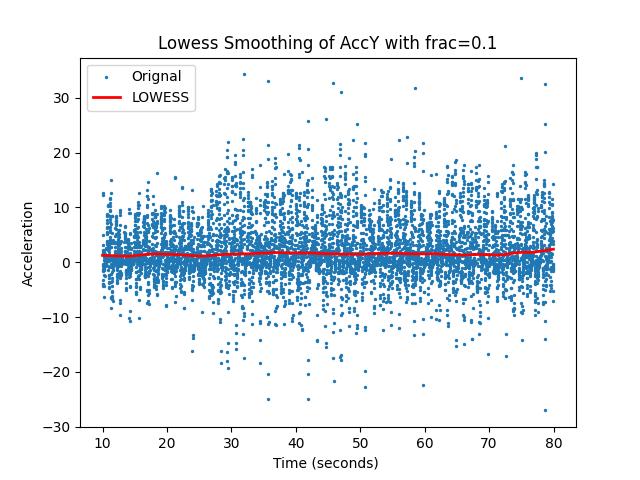 Lowess Smoothing of AccY with frac=0.1
Orignal
LOWESS
Acceleration
30
20
10
0
−10
−20
−30
10 20 30 40 50 60 70 80
Time (seconds)